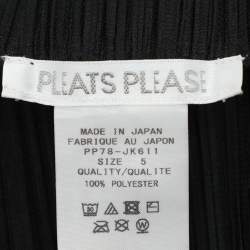 PLEATS PLEASE
MADE IN JAPAN
FABRIQUE AU JAPON
PP78-JK611
SIZE 5
QUALITY/QUALITE
100% POLYESTER